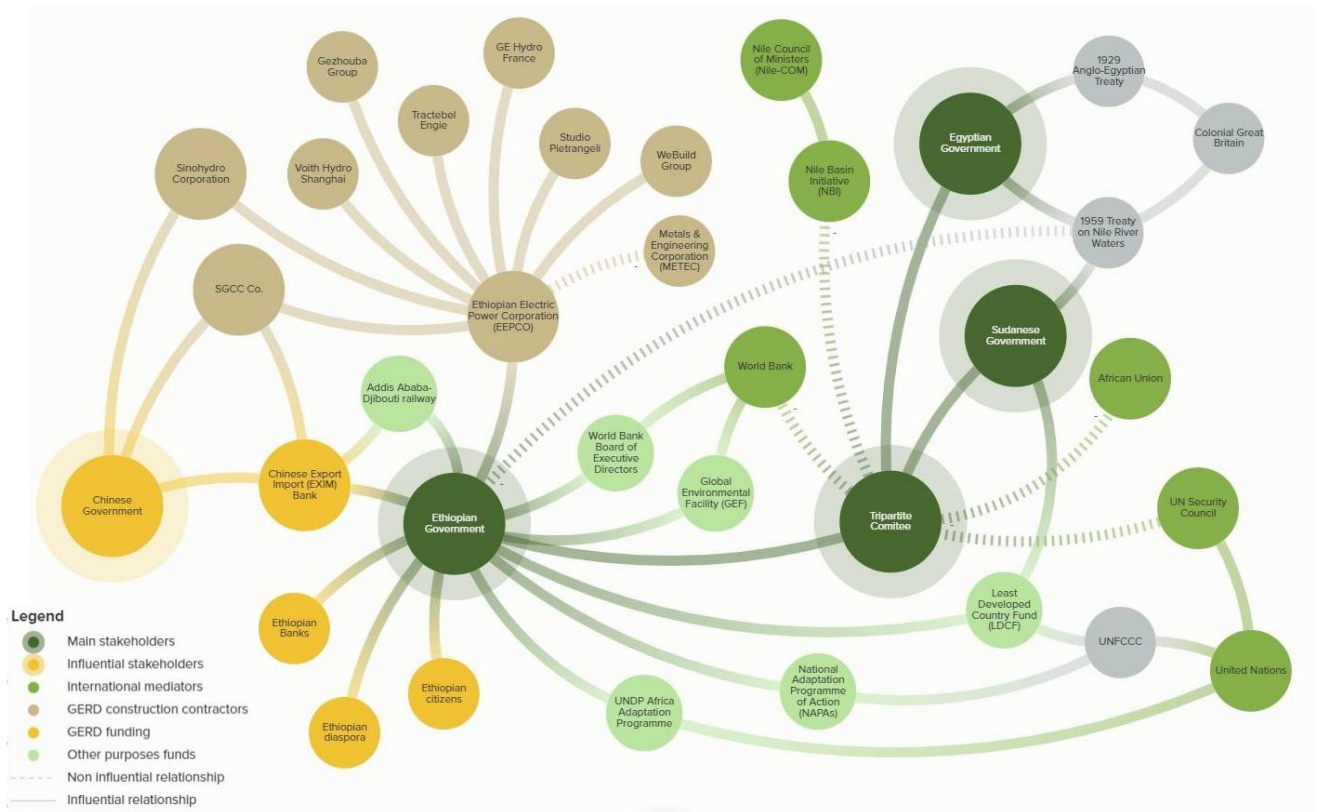 Gezhouba
Group
GE Hydro
France
Nile Council
of Ministers
(Nile-COM)
1929
Anglo-Egyptian
Treaty
Tractebel
Engie
Studio
Pietrangeli
Egyptian
Government
Colonial Great
Britain
Sinohydro
Corporation
Voith Hydro
Shanghai
WeBuild
Group
Nile Basin
Initiative
(NBI)
1959 Treaty
on Nile River
Waters
Metals &
Engineering
Corporation
(METEC)
SGCC Co.
Ethiopian Electric
Power Corporation
(EEPCO)
Sudanese
Government
World Bank
African Union
Addis Ababa-
Djibouti railway
World Bank
Board of
Executive
Directors
Global
Environmental
Facility (GEF)
Chinese
Government
Chinese Export
Import (EXIM)
Bank
Ethiopian
Government
Tripartite
Comitee
UN Security
Council
Ethiopian
Banks
Least
Developed
Country Fund
(LDCF)
UNFCCC
United Nations
Ethiopian
citizens
National
Adaptation
Programme
of Action
(NAPAs)
UNDP Africa
Adaptation
Programme
Ethiopian
diaspora
Legend
Main stakeholders
Influential stakeholders
International mediators
GERD construction contractors
GERD funding
Other purposes funds
Non influential relationship
Influential relationship